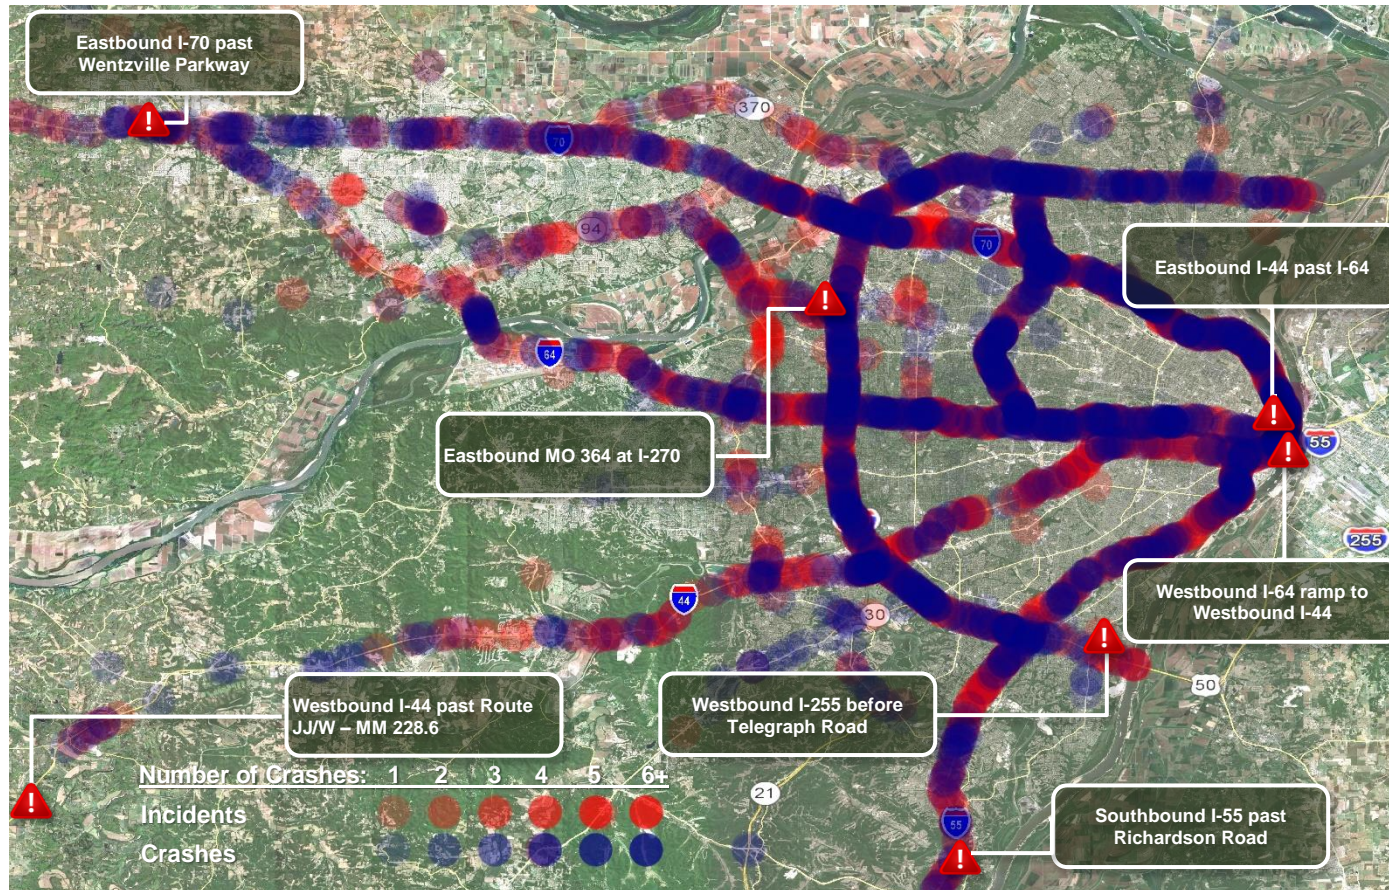 Eastbound I-70 past
Wentzville Parkway
370
70
94
70
Eastbound I-44 past I-64
64
Eastbound MO 364 at I-270
55
255
Westbound I-64 ramp to
Westbound I-44
44
30
50
Westbound I-44 past Route
JJ/W – MM 228.6
Westbound I-255 before
Telegraph Road
Number of Crashes: 1 2 3 4 5 6+
Incidents
Crashes
21
55
Southbound I-55 past
Richardson Road